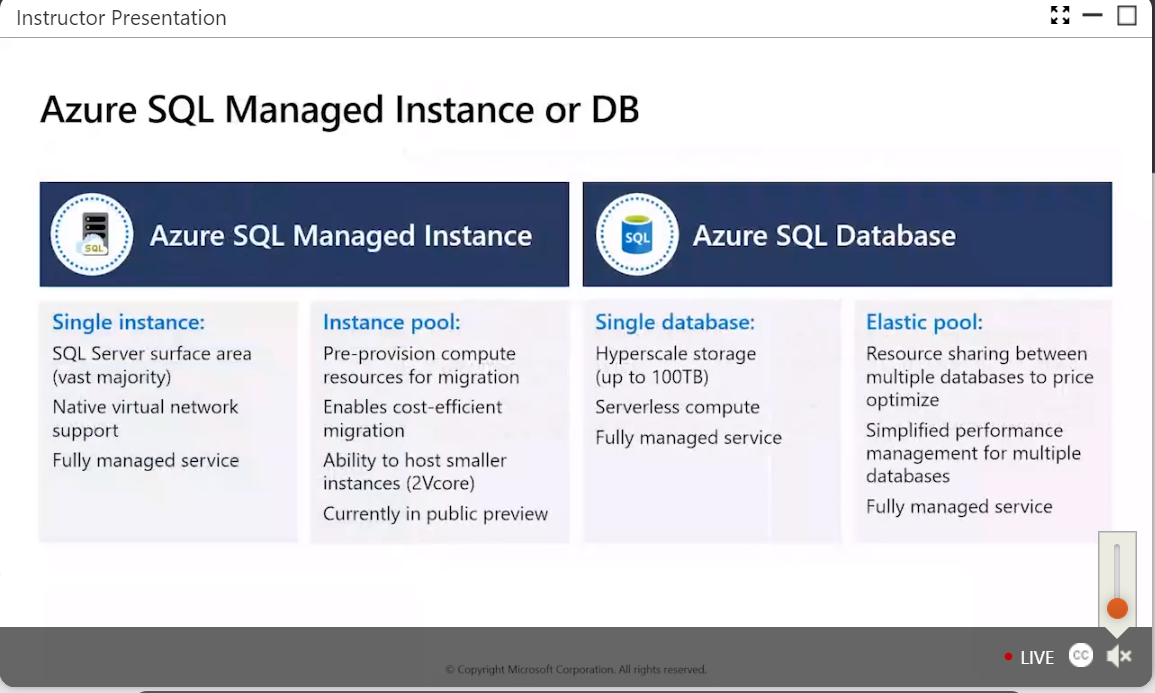 Instructor Presentation
Azure SQL Managed Instance or DB
SQL
Azure SQL Managed Instance
SQL
Azure SQL Database
Single instance:
SQL Server surface area
(vast majority)
Native virtual network
support
Fully managed service
Instance pool:
Pre-provision compute
resources for migration
Enables cost-efficient
migration
Ability to host smaller
instances (2Vcore)
Currently in public preview
Single database:
Hyperscale storage
(up to 100TB)
Serverless compute
Fully managed service
Elastic pool:
Resource sharing between
multiple databases to price
optimize
Simplified performance
management for multiple
databases
Fully managed service
LIVE
CC
© Copyright Microsoft Corporation. All rights reserved.